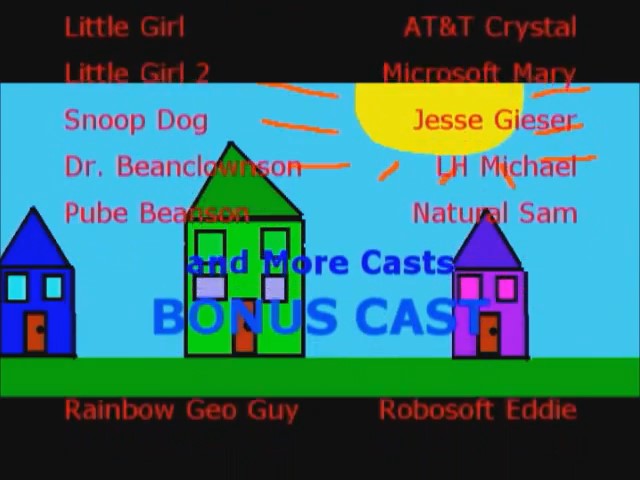 Little Girl AT&T Crystal
Little Girl 2 Microsoft Mary
Snoop Dog Jesse Gieser
Dr. Beanclownson LH Michael
Pube Beanson Natural Sam
and More Casts
BONUS CAST
Rainbow Geo Guy Robosoft Eddie